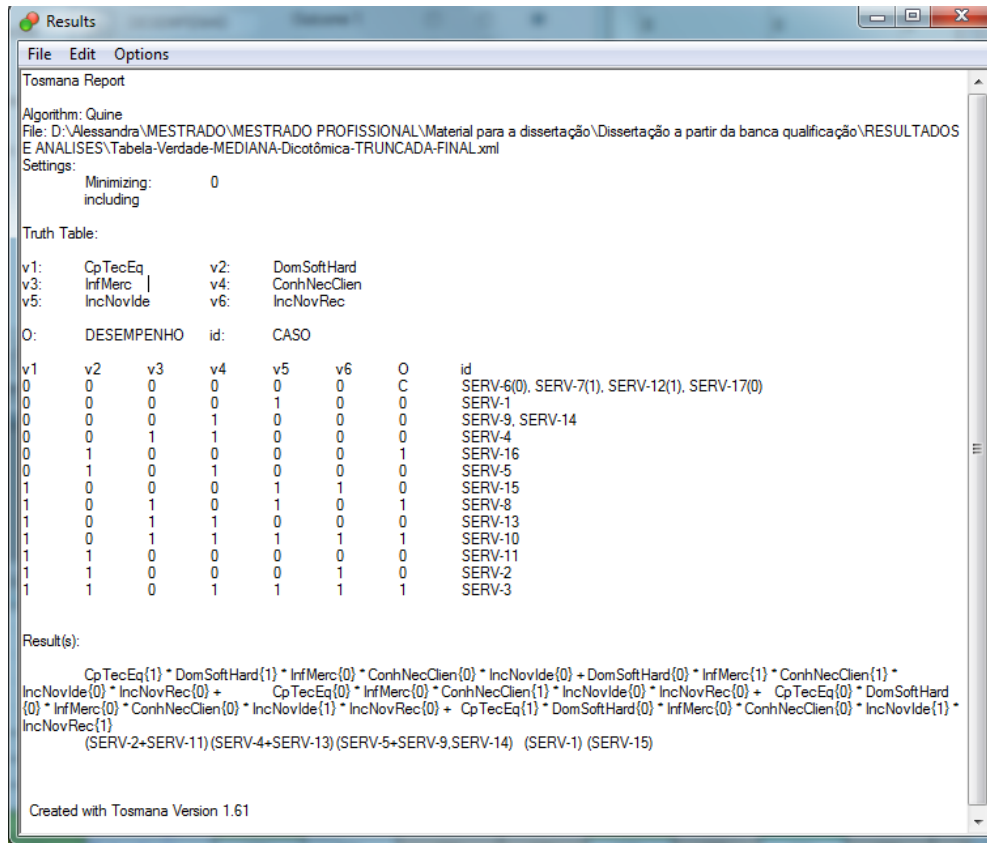 Results
File Edit Options
Tosmana Report
Algorithm: Quine
File: D:\Alessandra\MESTRADO\MESTRADO PROFISSIONAL\Material para a dissertação\Dissertação a partir da banca qualificação\RESULTADOS
E ANALISES\Tabela-Verdade-MEDIANA-Dicotômica-TRUNCADA-FINAL.xml
Settings:
Minimizing: 0
including
Truth Table:
v1: CpTecEq v2: DomSoftHard
v3: InfMerc v4: ConhNecClien
v5: IncNovIde v6: IncNovRec
O: DESEMPENHO id: CASO
v1 v2 v3 v4 v5 v6 O id
0 0 0 0 0 0 C SERV-6(0), SERV-7(1), SERV-12(1), SERV-17(0)
0 0 0 0 1 0 0 SERV-1
0 0 0 1 0 0 0 SERV-9, SERV-14
0 0 1 1 0 0 0 SERV-4
0 1 0 0 0 0 1 SERV-16
0 1 0 1 0 0 0 SERV-5
1 0 0 0 1 1 0 SERV-15
1 0 1 0 1 0 1 SERV-8
1 0 1 1 0 0 0 SERV-13
1 0 1 1 1 1 1 SERV-10
1 1 0 0 0 0 0 SERV-11
1 1 0 0 0 1 0 SERV-2
1 1 0 1 1 1 1 SERV-3
Result(s):
CpTecEq{1} * DomSoftHard{1} * InfMerc{0} * ConhNecClien{0} * IncNovIde{0} + DomSoftHard{0} * InfMerc{1} * ConhNecClien{1} *
IncNovIde{0} * IncNovRec{0} + CpTecEq{0} * InfMerc{0} * ConhNecClien{1} * IncNovIde{0} * IncNovRec{0} + CpTecEq{0} * DomSoftHard
{0} * InfMerc{0} * ConhNecClien{0} * IncNovIde{1} * IncNovRec{0} + CpTecEq{1} * DomSoftHard{0} * InfMerc{0} * ConhNecClien{0} * IncNovIde{1} *
IncNovRec{1}
(SERV-2+SERV-11) (SERV-4+SERV-13) (SERV-5+SERV-9,SERV-14) (SERV-1) (SERV-15)
Created with Tosmana Version 1.61